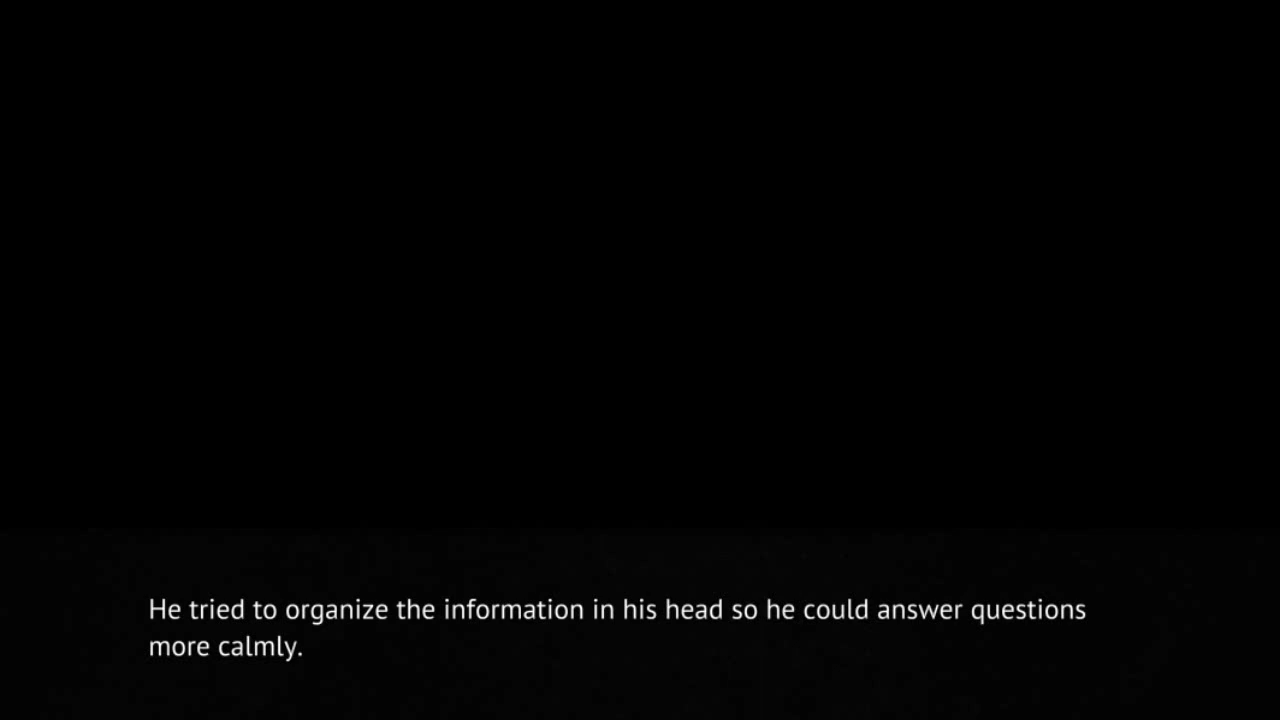 He tried to organize the information in his head so he could answer questions
more calmly.